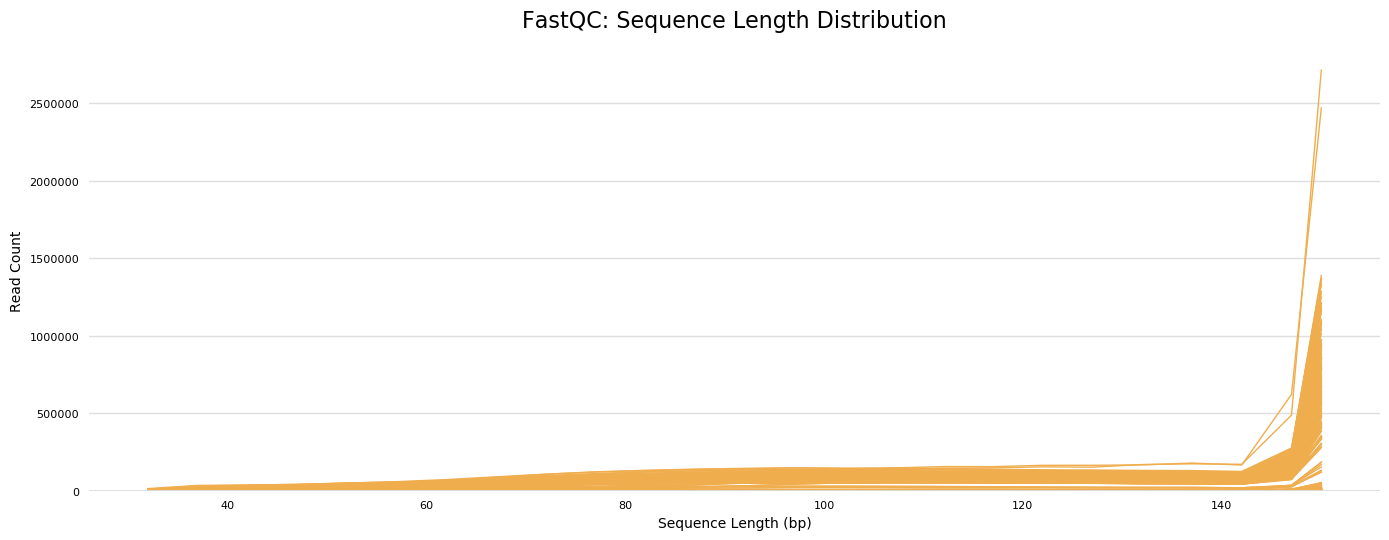 FastQC: Sequence Length Distribution
2500000
2000000
1500000
1000000
500000
0
Read Count
40 60 80 100 120 140
Sequence Length (bp)